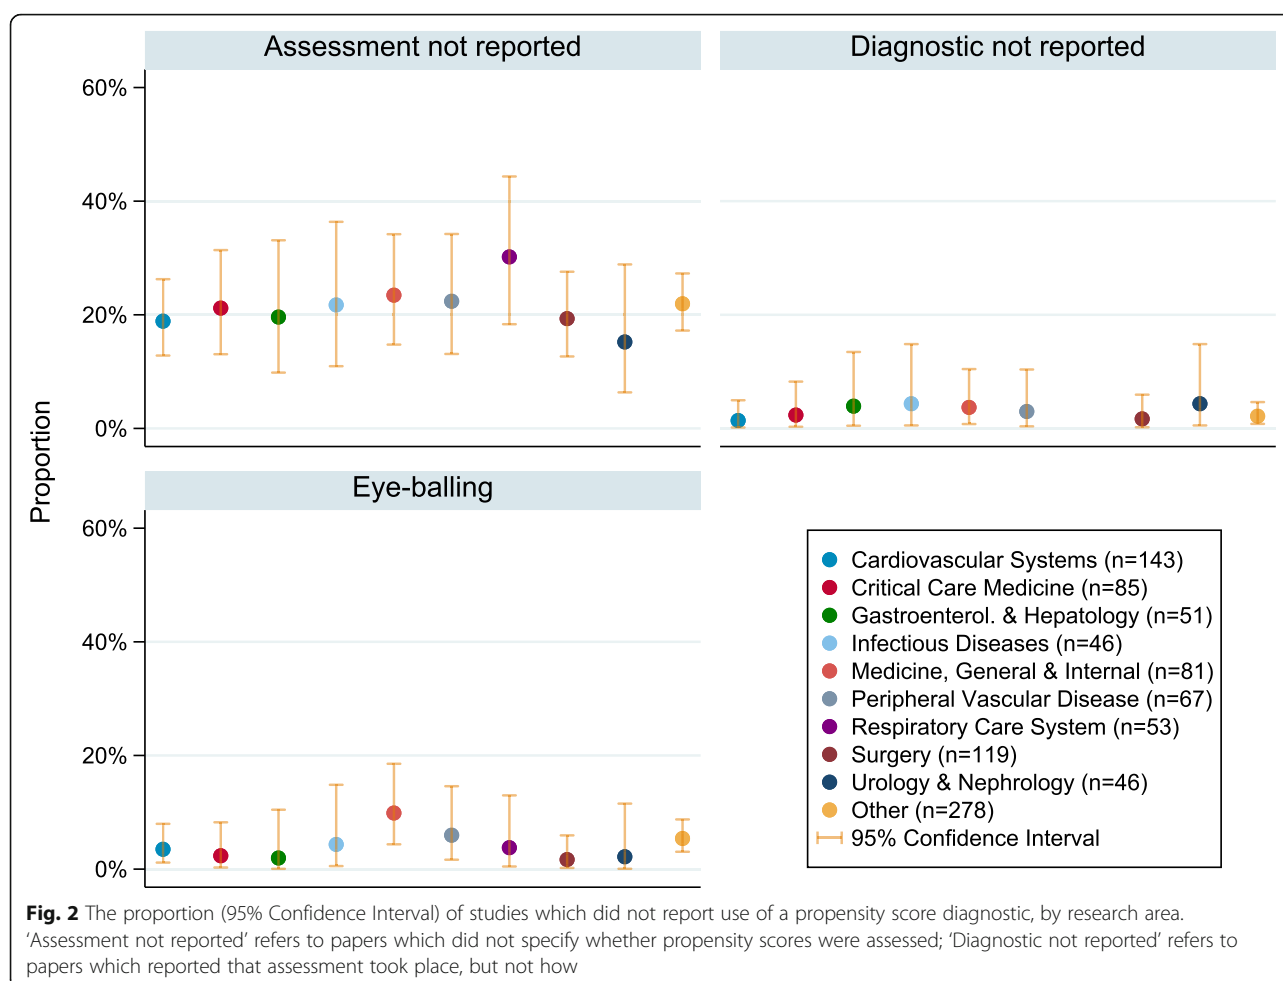 Assessment not reported
Diagnostic not reported
60%
40%
20%
0%
Proportion
Eye-balling
60%
40%
20%
0%
Cardiovascular Systems (n=143)
Critical Care Medicine (n=85)
Gastroenterol. & Hepatology (n=51)
Infectious Diseases (n=46)
Medicine, General & Internal (n=81)
Peripheral Vascular Disease (n=67)
Respiratory Care System (n=53)
Surgery (n=119)
Urology & Nephrology (n=46)
Other (n=278)
95% Confidence Interval
Fig. 2 The proportion (95% Confidence Interval) of studies which did not report use of a propensity score diagnostic, by research area.
‘Assessment not reported’ refers to papers which did not specify whether propensity scores were assessed; ‘Diagnostic not reported’ refers to
papers which reported that assessment took place, but not how